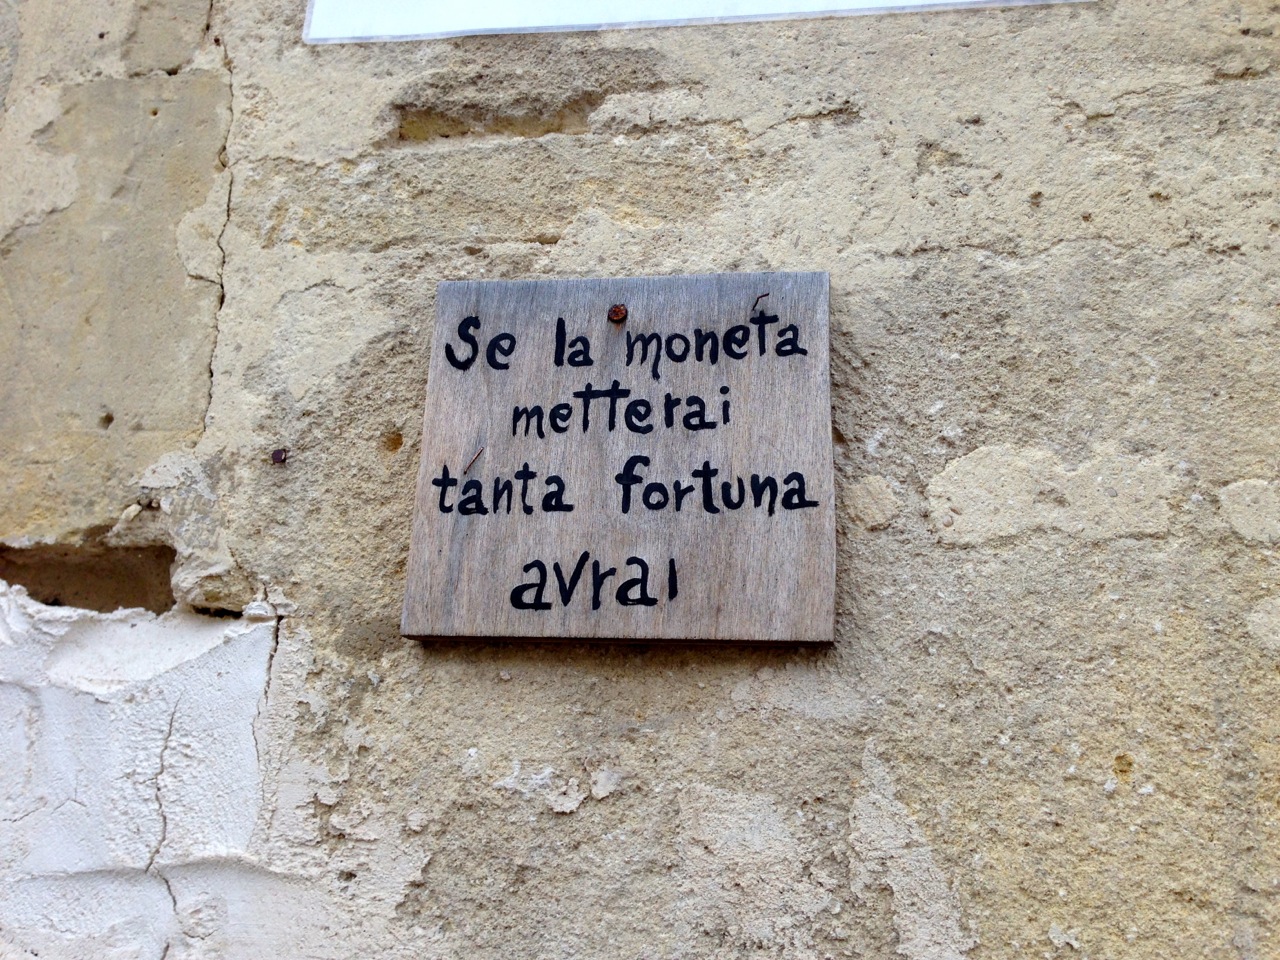 Se la moneta
metterai
tanta fortuna
avrai